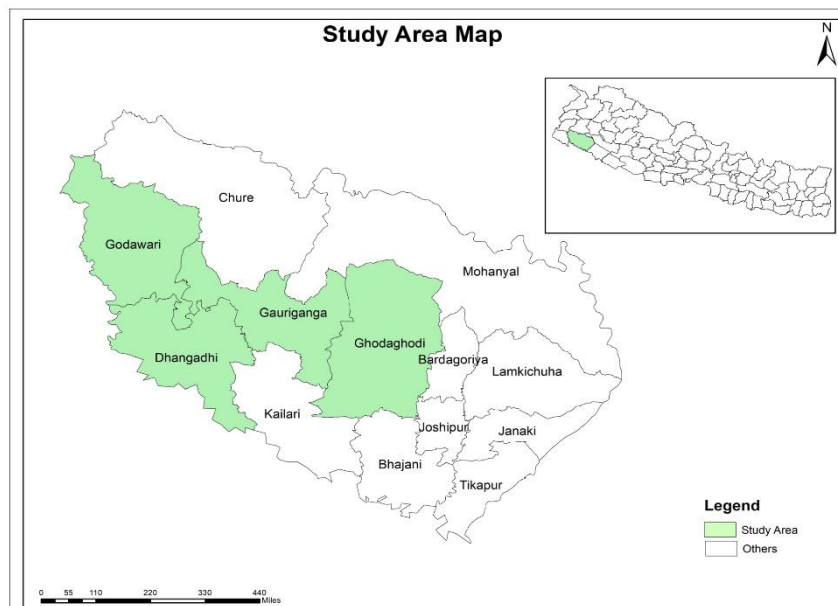 Study Area Map
N
Chure
Godawari
Mohanyal
Gauriganga
Ghodaghodi
Dhangadhi
Bardagoriya
Lamkichuha
Kailari
Joshipur
Janaki
Bhajani
Tikapur
Legend
Study Area
Others
0 55 110 220 330 440
Miles